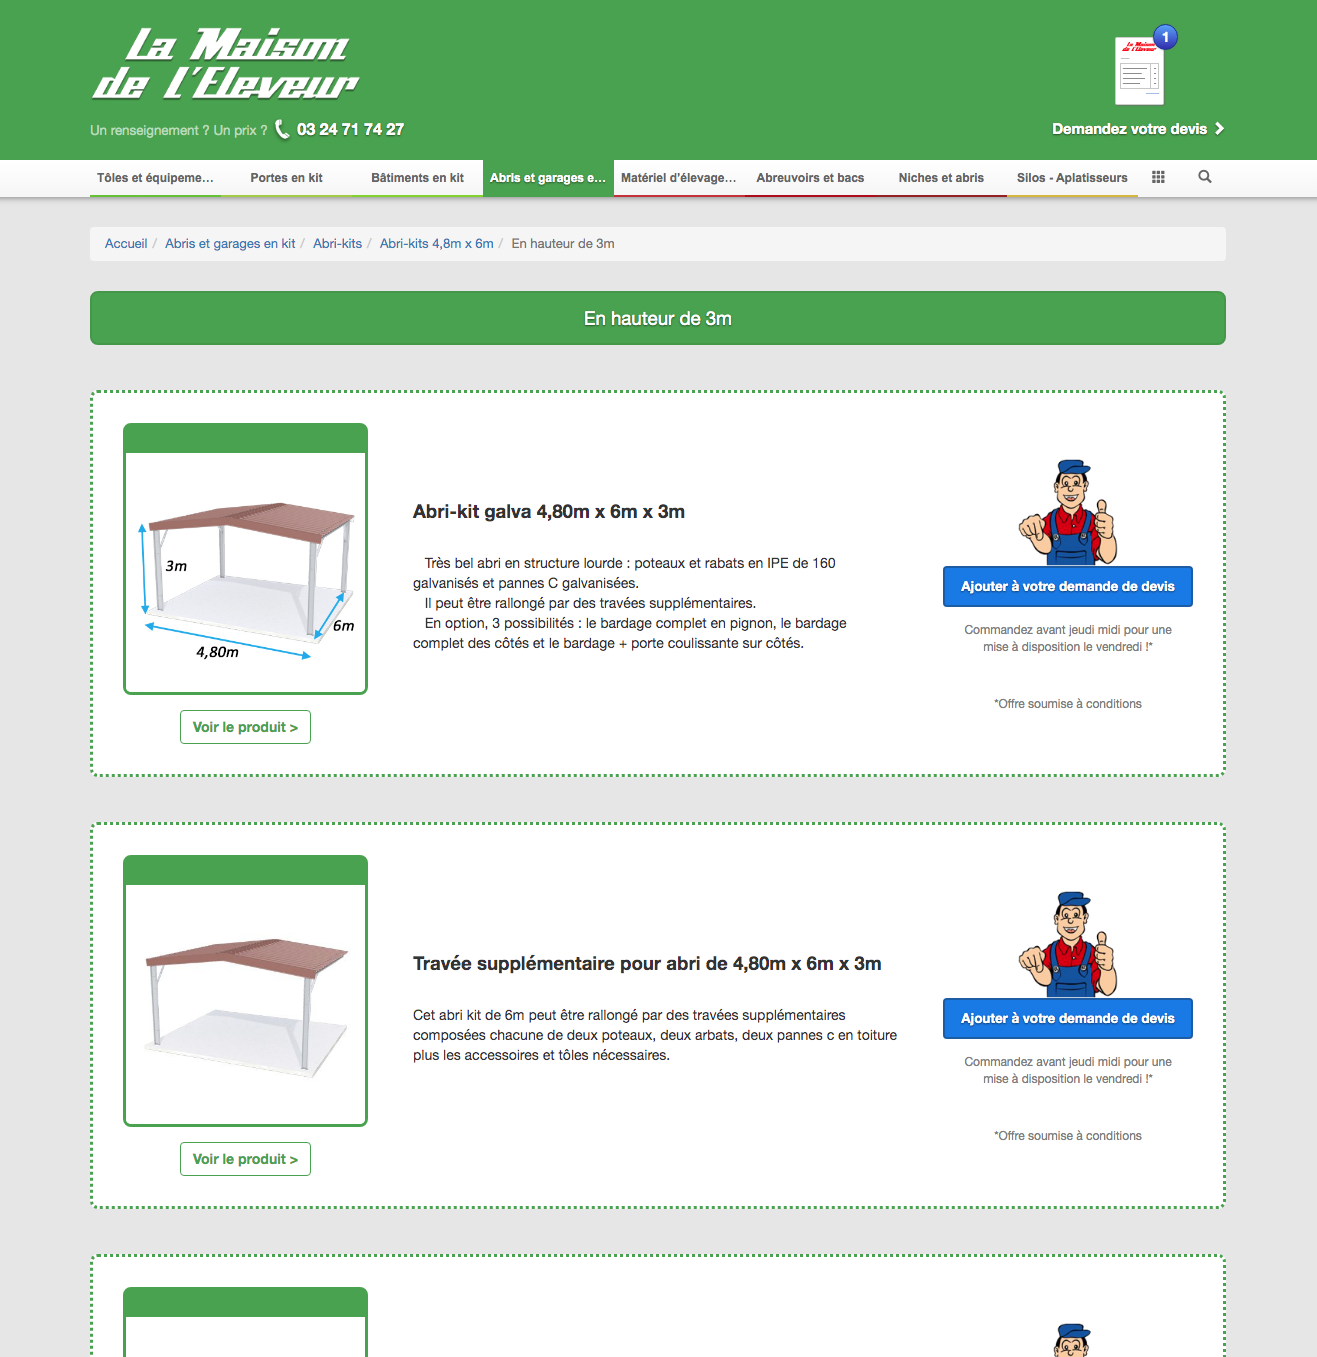 La Maison
de l'Eleveur
1
Un renseignement ? Un prix ? 03 24 71 74 27
Demandez votre devis
Tôles et équipeme...
Portes en kit
Bâtiments en kit
Abris et garages e...
Matériel d'élevage...
Abreuvoirs et bacs
Niches et abris
Silos - Aplatisseurs
Accueil / Abris et garages en kit / Abri-kits / Abri-kits 4,8m x 6m / En hauteur de 3m
En hauteur de 3m
3m
6m
4,80m
Voir le produit >
Abri-kit galva 4,80m x 6m x 3m
Très bel abri en structure lourde : poteaux et rabats en IPE de 160
galvanisés et pannes C galvanisées.
Il peut être rallongé par des travées supplémentaires.
En option, 3 possibilités : le bardage complet en pignon, le bardage
complet des côtés et le bardage + porte coulissante sur côtés.
Ajouter à votre demande de devis
Commandez avant jeudi midi pour une
mise à disposition le vendredi !*
*Offre soumise à conditions
Voir le produit >
Travée supplémentaire pour abri de 4,80m x 6m x 3m
Cet abri kit de 6m peut être rallongé par des travées supplémentaires
composées chacune de deux poteaux, deux arbats, deux pannes c en toiture
plus les accessoires et tôles nécessaires.
Ajouter à votre demande de devis
Commandez avant jeudi midi pour une
mise à disposition le vendredi !*
*Offre soumise à conditions